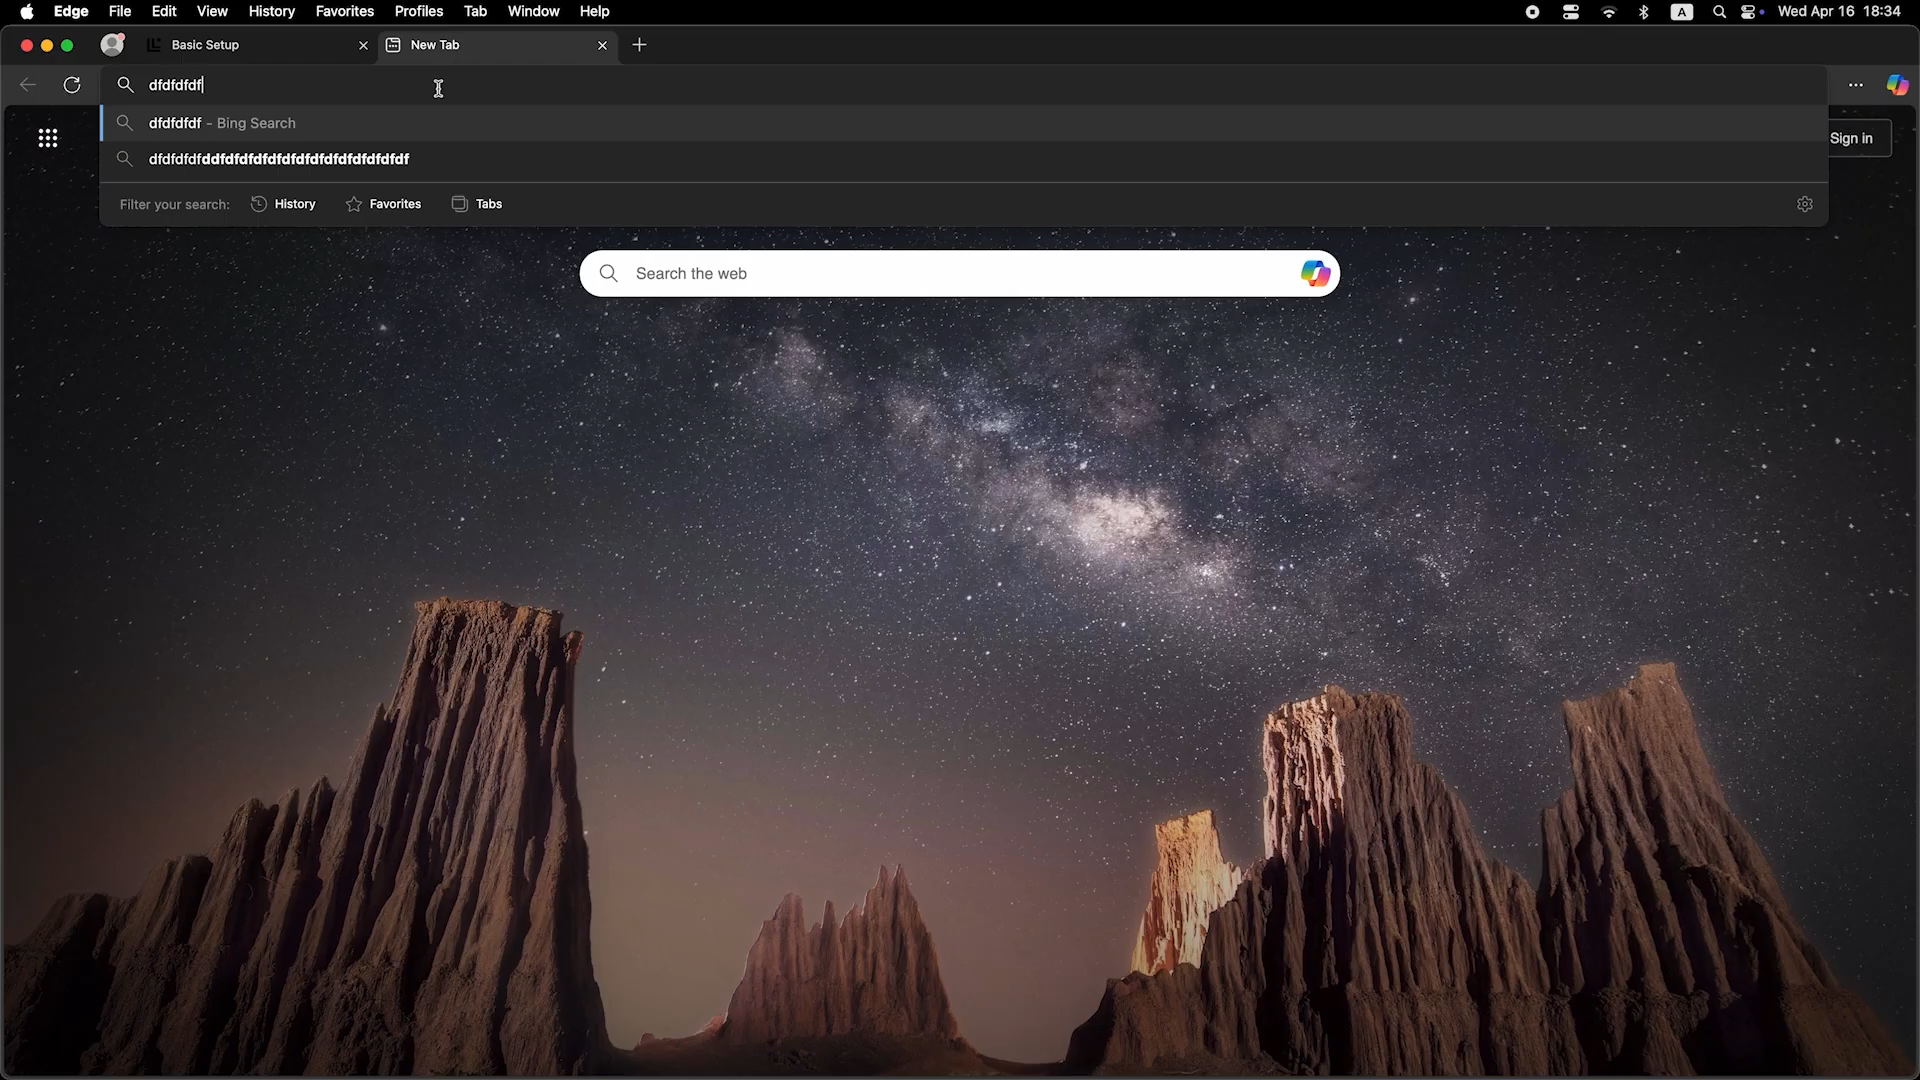 Edge File Edit View History Favorites Profiles Tab Window Help A Wed Apr 16 18:34
Basic Setup New Tab
dfdfdfdf
dfdfdfdf - Bing Search
Sign in
dfdfdfdfddfdfdfdfdfdfdfdfdfdfdfdfdf
Filter your search: History Favorites Tabs
Search the web